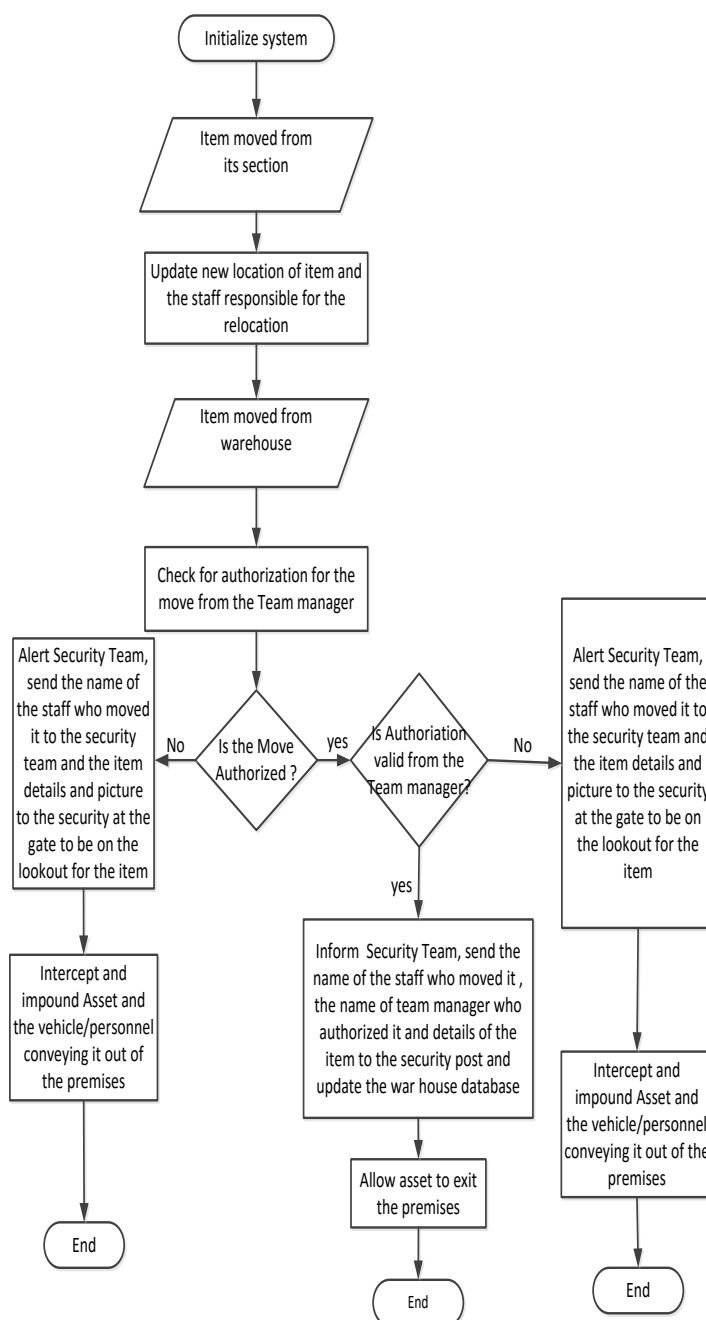 Initialize system
Item moved from
its section
Update new location of item and
the staff responsible for the
relocation
Item moved from
warehouse
Check for authorization for the
move from the Team manager
Alert Security Team,
send the name of
the staff who moved
it to the security
team and the item
details and picture
to the security at the
gate to be on the
lookout for the item
No
Is the Move
Authorized ?
yes
Is Authoriation
valid from the
Team manager?
No
Alert Security Team,
send the name of the
staff who moved it to
the security team and
the item details and
picture to the security
at the gate to be on
the lookout for the
item
yes
Intercept and
impound Asset and
the vehicle/personnel
conveying it out of
the premises
Inform Security Team, send the
name of the staff who moved it ,
the name of team manager who
authorized it and details of the
item to the security post and
update the war house database
Intercept and
impound Asset and
the vehicle/personnel
conveying it out of the
premises
Allow asset to exit
the premises
End
End
End